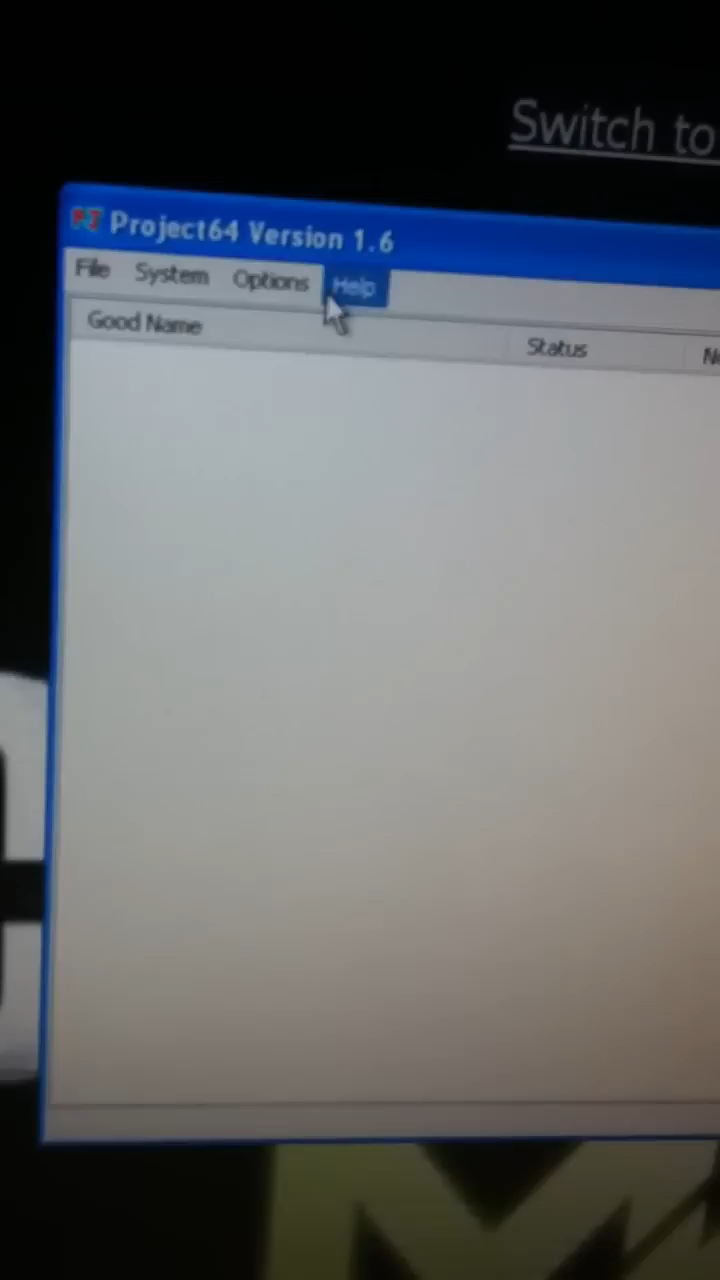 Switch to
Project64 Version 1.6
File System Options Help
Good Name Status